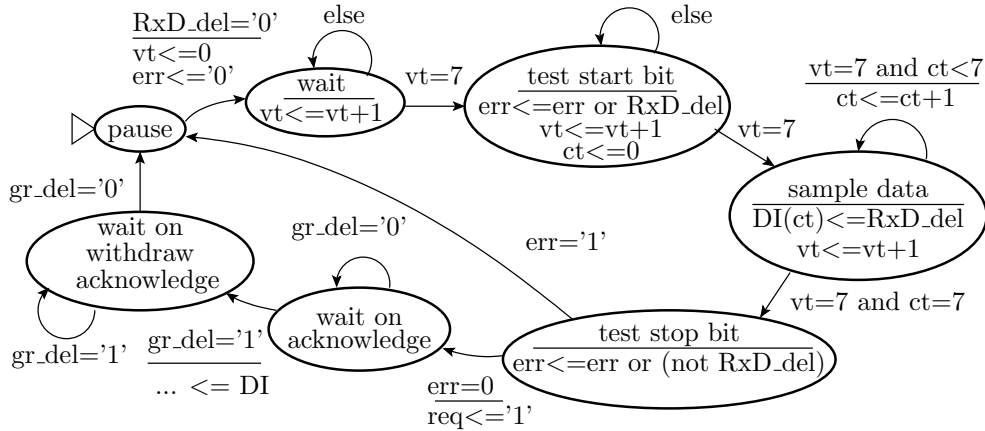 RxD_del='0'
vt<=0
err<='0'
else
wait
vt<=vt+1
vt=7
else
test start bit
err<=err or RxD_del
vt<=vt+1
ct<=0
vt=7 and ct<7
ct<=ct+1
vt=7
pause
gr_del='0'
sample data
DI(ct)<=RxD_del
vt<=vt+1
wait on
withdraw
acknowledge
gr_del='0'
err='1'
vt=7 and ct=7
gr_del='1'
gr_del='1'
... <= DI
wait on
acknowledge
test stop bit
err<=err or (not RxD_del)
err=0
req<='1'